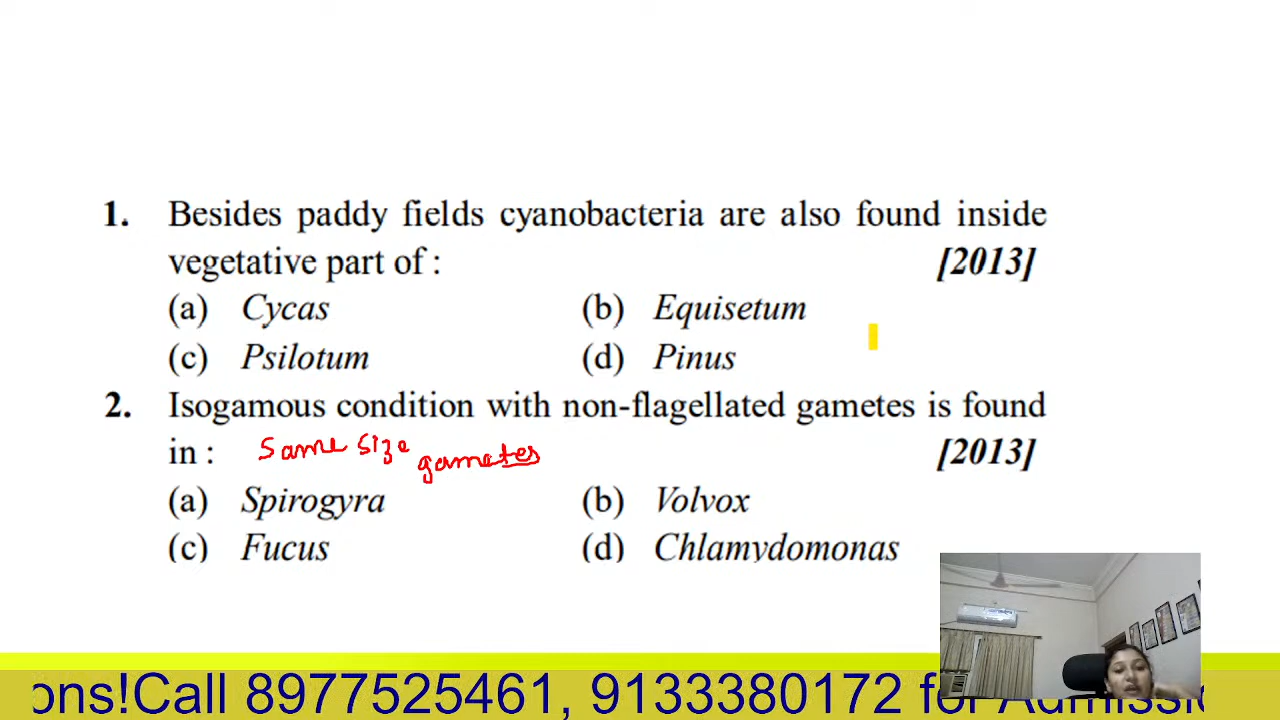 1. Besides paddy fields cyanobacteria are also found inside
vegetative part of : [2013]
(a) Cycas (b) Equisetum
(c) Psilotum (d) Pinus
2. Isogamous condition with non-flagellated gametes is found
in : same size gametes [2013]
(a) Spirogyra (b) Volvox
(c) Fucus (d) Chlamydomonas
ons!Call 8977525461, 9133380172 for Admissio